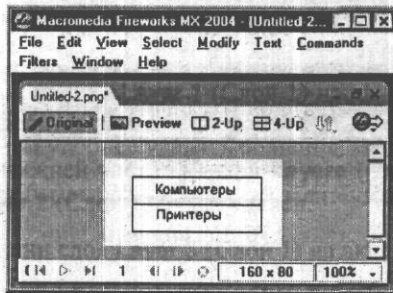 Macromedia Fireworks MX 2004 - [Untitled-2...
File Edit View Select Modify Text Commands
Filters Window Help
Untitled-2.png*
Original Preview 2-Up 4-Up
Компьютеры
Принтеры
1 160 x 80 100%